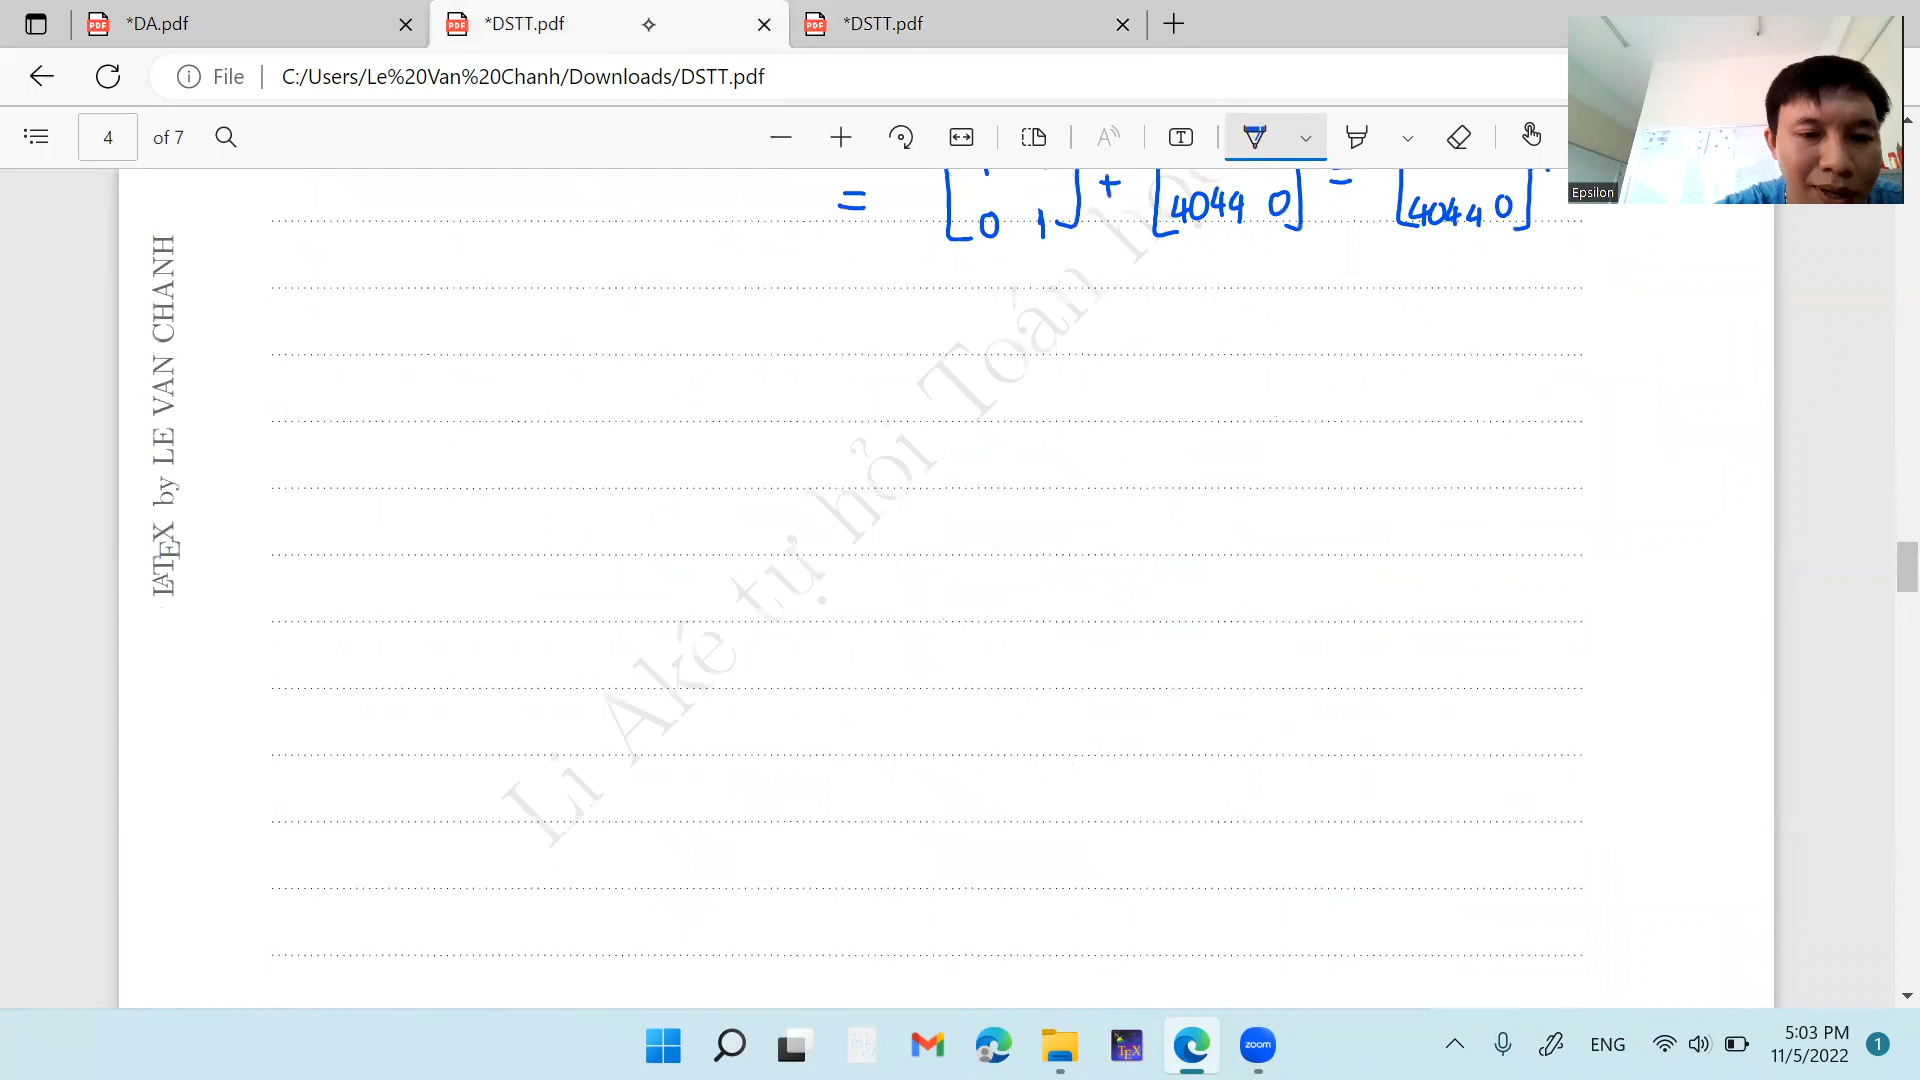 *DA.pdf
*DSTT.pdf
*DSTT.pdf
File
C:/Users/Le%20Van%20Chanh/Downloads/DSTT.pdf
4 of 7
Epsilon
= [0 1] + [4044 0] = [4044 0]
LATEX by LE VAN CHANH
Li Aké tự hỏi Toán
ENG
5:03 PM
11/5/2022
1
zoom